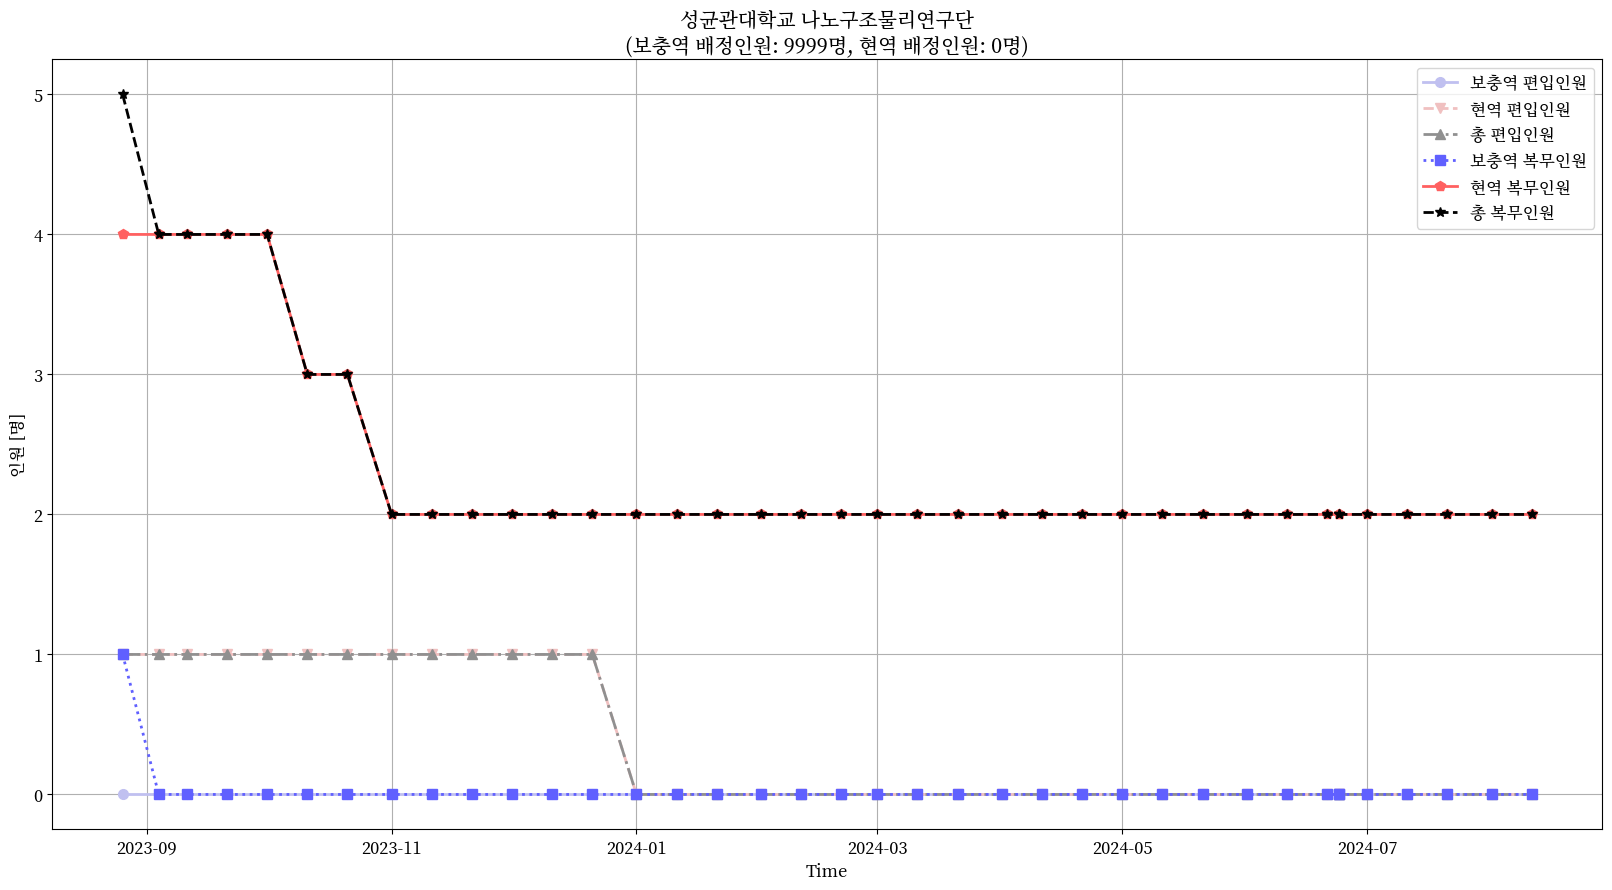 성균관대학교 나노구조물리연구단
(보충역 배정인원: 9999명, 현역 배정인원: 0명)
보충역 편입인원
현역 편입인원
총 편입인원
보충역 복무인원
현역 복무인원
총 복무인원
인원 [명]
5
4
3
2
1
0
2023-09
2023-11
2024-01
2024-03
2024-05
2024-07
Time